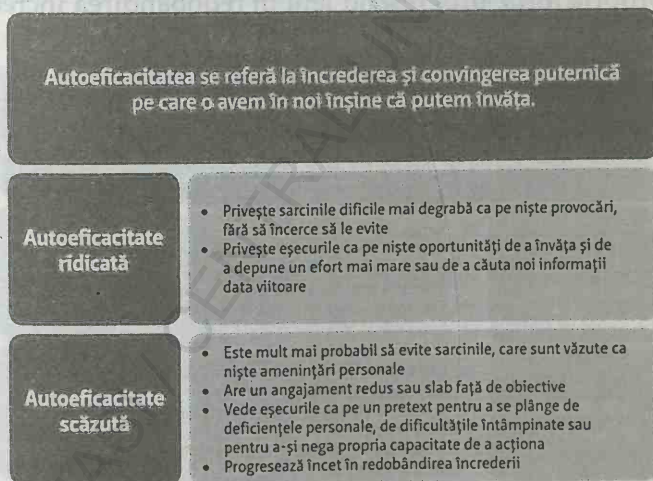 Autoeficacitatea se referă la încrederea și convingerea puternică
pe care o avem în noi înșine că putem învăța.
Autoeficacitate
ridicată
• Privește sarcinile dificile mai degrabă ca pe niște provocări,
fără să încerce să le evite
• Privește eșecurile ca pe niște oportunități de a învăța și de
a depune un efort mai mare sau de a căuta noi informații
data viitoare
Autoeficacitate
scăzută
• Este mult mai probabil să evite sarcinile, care sunt văzute ca
niște amenințări personale
• Are un angajament redus sau slab față de obiective
• Vede eșecurile ca pe un pretext pentru a se plânge de
deficiențele personale, de dificultățile întâmpinate sau
pentru a-și nega propria capacitate de a acționa
• Progresează încet în redobândirea încrederii